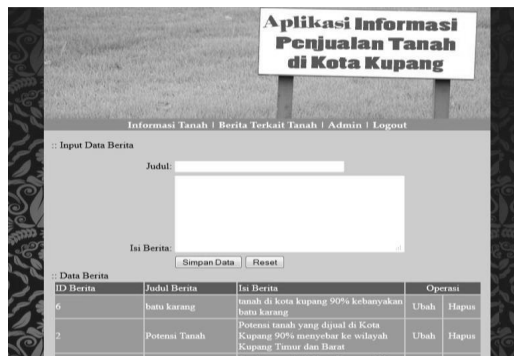 Aplikasi Informasi
Penjualan Tanah
di Kota Kupang
Informasi Tanah | Berita Terkait Tanah | Admin | Logout
:: Input Data Berita
Judul:
Isi Berita:
Simpan Data Reset
:: Data Berita
ID Berita Judul Berita Isi Berita Operasi
6 batu karang tanah di kota kupang 90% kebanyakan batu karang Ubah Hapus
2 Potensi Tanah Potensi tanah yang dijual di Kota Kupang 90% menyebar ke wilayah Kupang Timur dan Barat Ubah Hapus